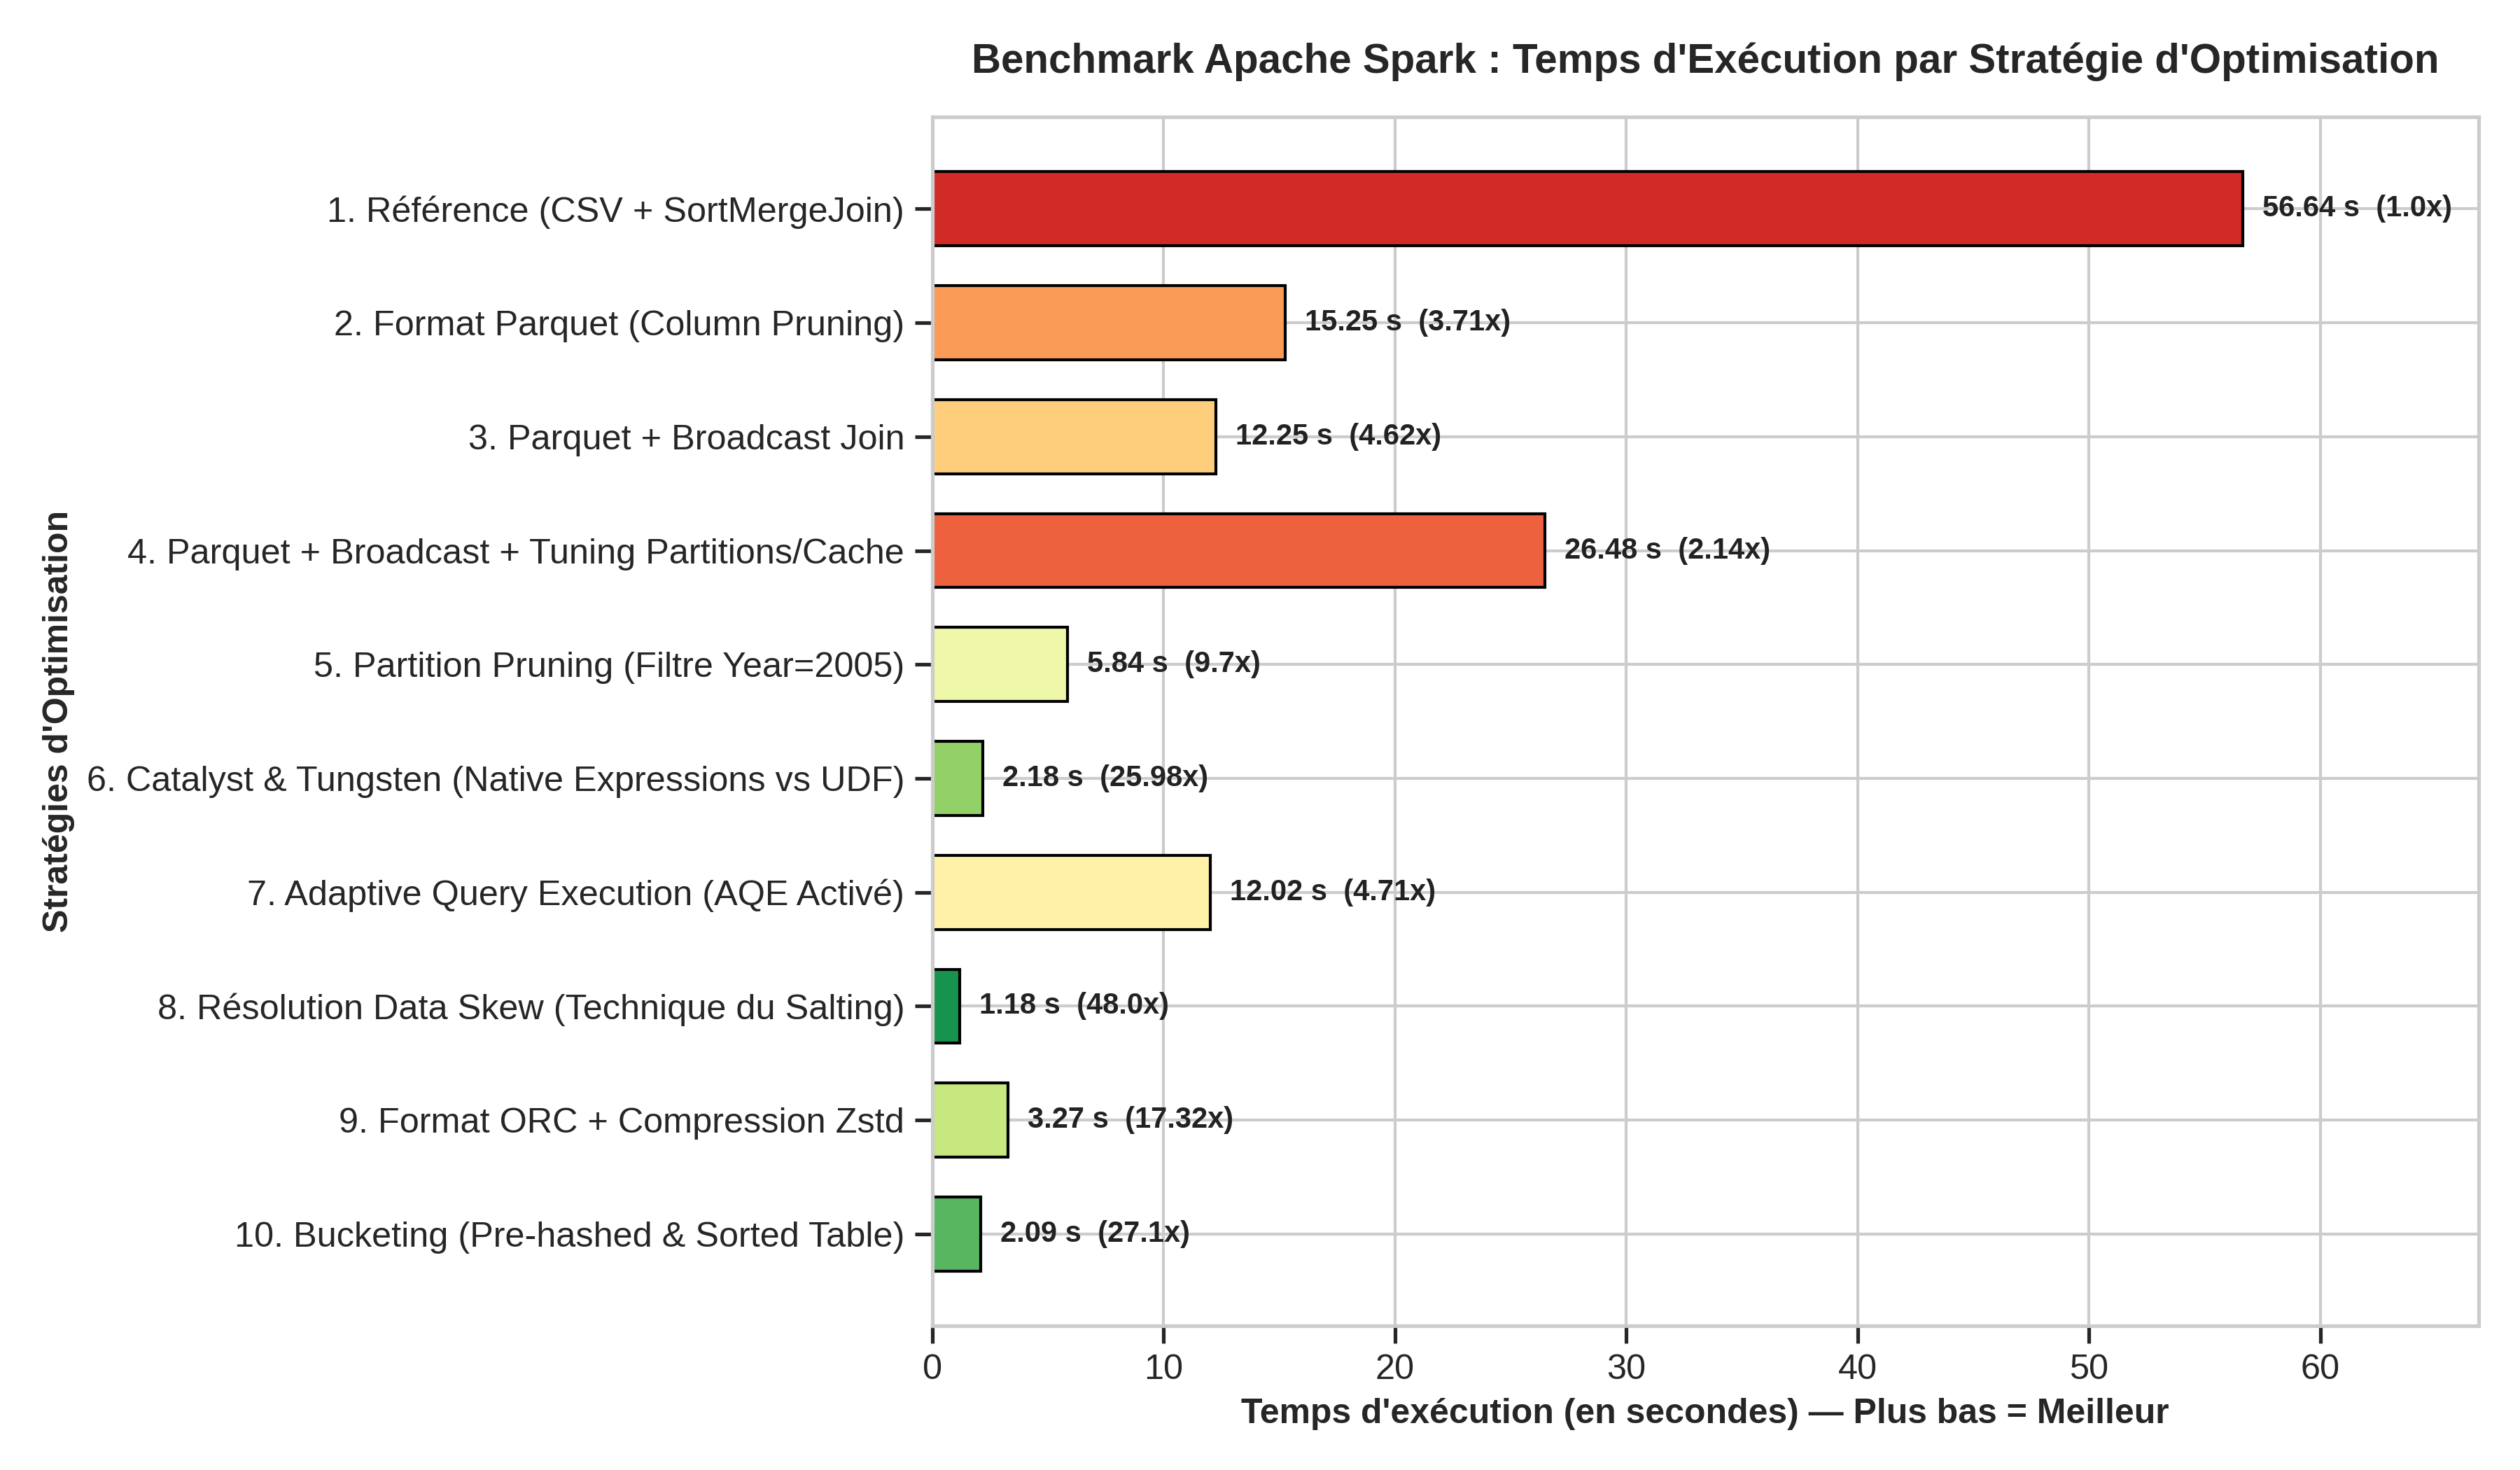 Benchmark Apache Spark : Temps d'Exécution par Stratégie d'Optimisation
Stratégies d'Optimisation
1. Référence (CSV + SortMergeJoin)
56.64 s (1.0x)
2. Format Parquet (Column Pruning)
15.25 s (3.71x)
3. Parquet + Broadcast Join
12.25 s (4.62x)
4. Parquet + Broadcast + Tuning Partitions/Cache
26.48 s (2.14x)
5. Partition Pruning (Filtre Year=2005)
5.84 s (9.7x)
6. Catalyst & Tungsten (Native Expressions vs UDF)
2.18 s (25.98x)
7. Adaptive Query Execution (AQE Activé)
12.02 s (4.71x)
8. Résolution Data Skew (Technique du Salting)
1.18 s (48.0x)
9. Format ORC + Compression Zstd
3.27 s (17.32x)
10. Bucketing (Pre-hashed & Sorted Table)
2.09 s (27.1x)
0 10 20 30 40 50 60
Temps d'exécution (en secondes) — Plus bas = Meilleur